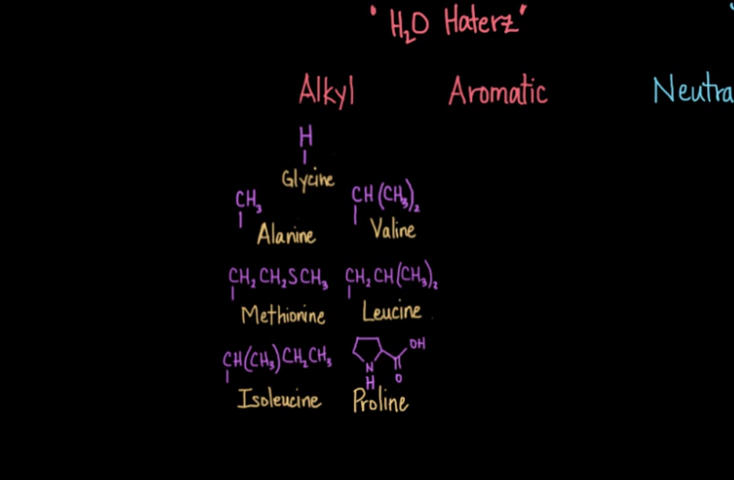 "H₂O Haterz"
Alkyl Aromatic Neutra
H
Glycine
CH₃ CH(CH₃)₂
Alanine Valine
CH₂CH₂SCH₃ CH₂CH(CH₃)₂
Methionine Leucine
CH(CH₃)CH₂CH₃ OH
N
H O
Isoleucine Proline